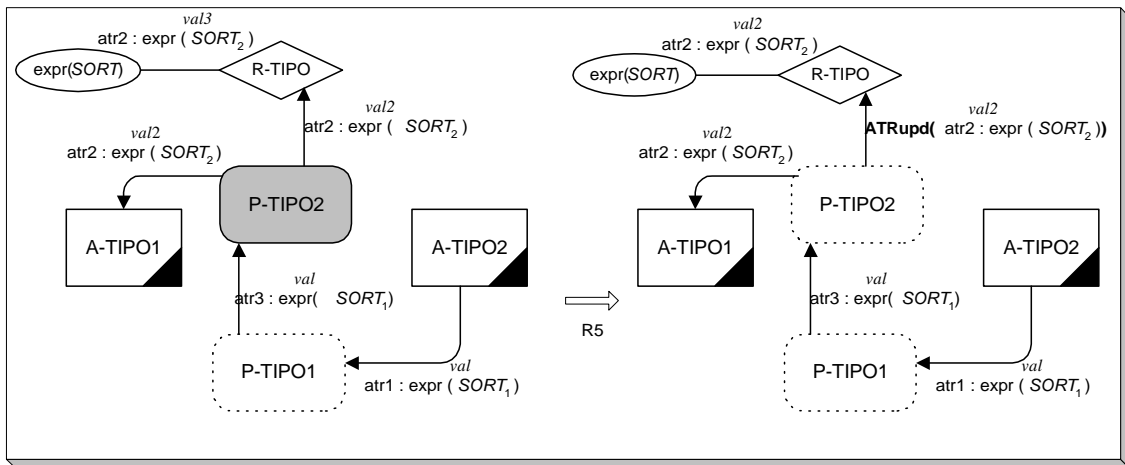 val3
atr2 : expr ( SORT₂ )
expr(SORT)
R-TIPO
val2
atr2 : expr ( SORT₂ )
val2
atr2 : expr ( SORT₂ )
P-TIPO2
A-TIPO1
A-TIPO2
val
atr3 : expr( SORT₁)
P-TIPO1
val
atr1 : expr ( SORT₁)
R5
val2
atr2 : expr ( SORT₂ )
expr(SORT)
R-TIPO
val2
ATRupd( atr2 : expr ( SORT₂ ))
val2
atr2 : expr ( SORT₂ )
P-TIPO2
A-TIPO1
A-TIPO2
val
atr3 : expr( SORT₁)
P-TIPO1
val
atr1 : expr ( SORT₁)